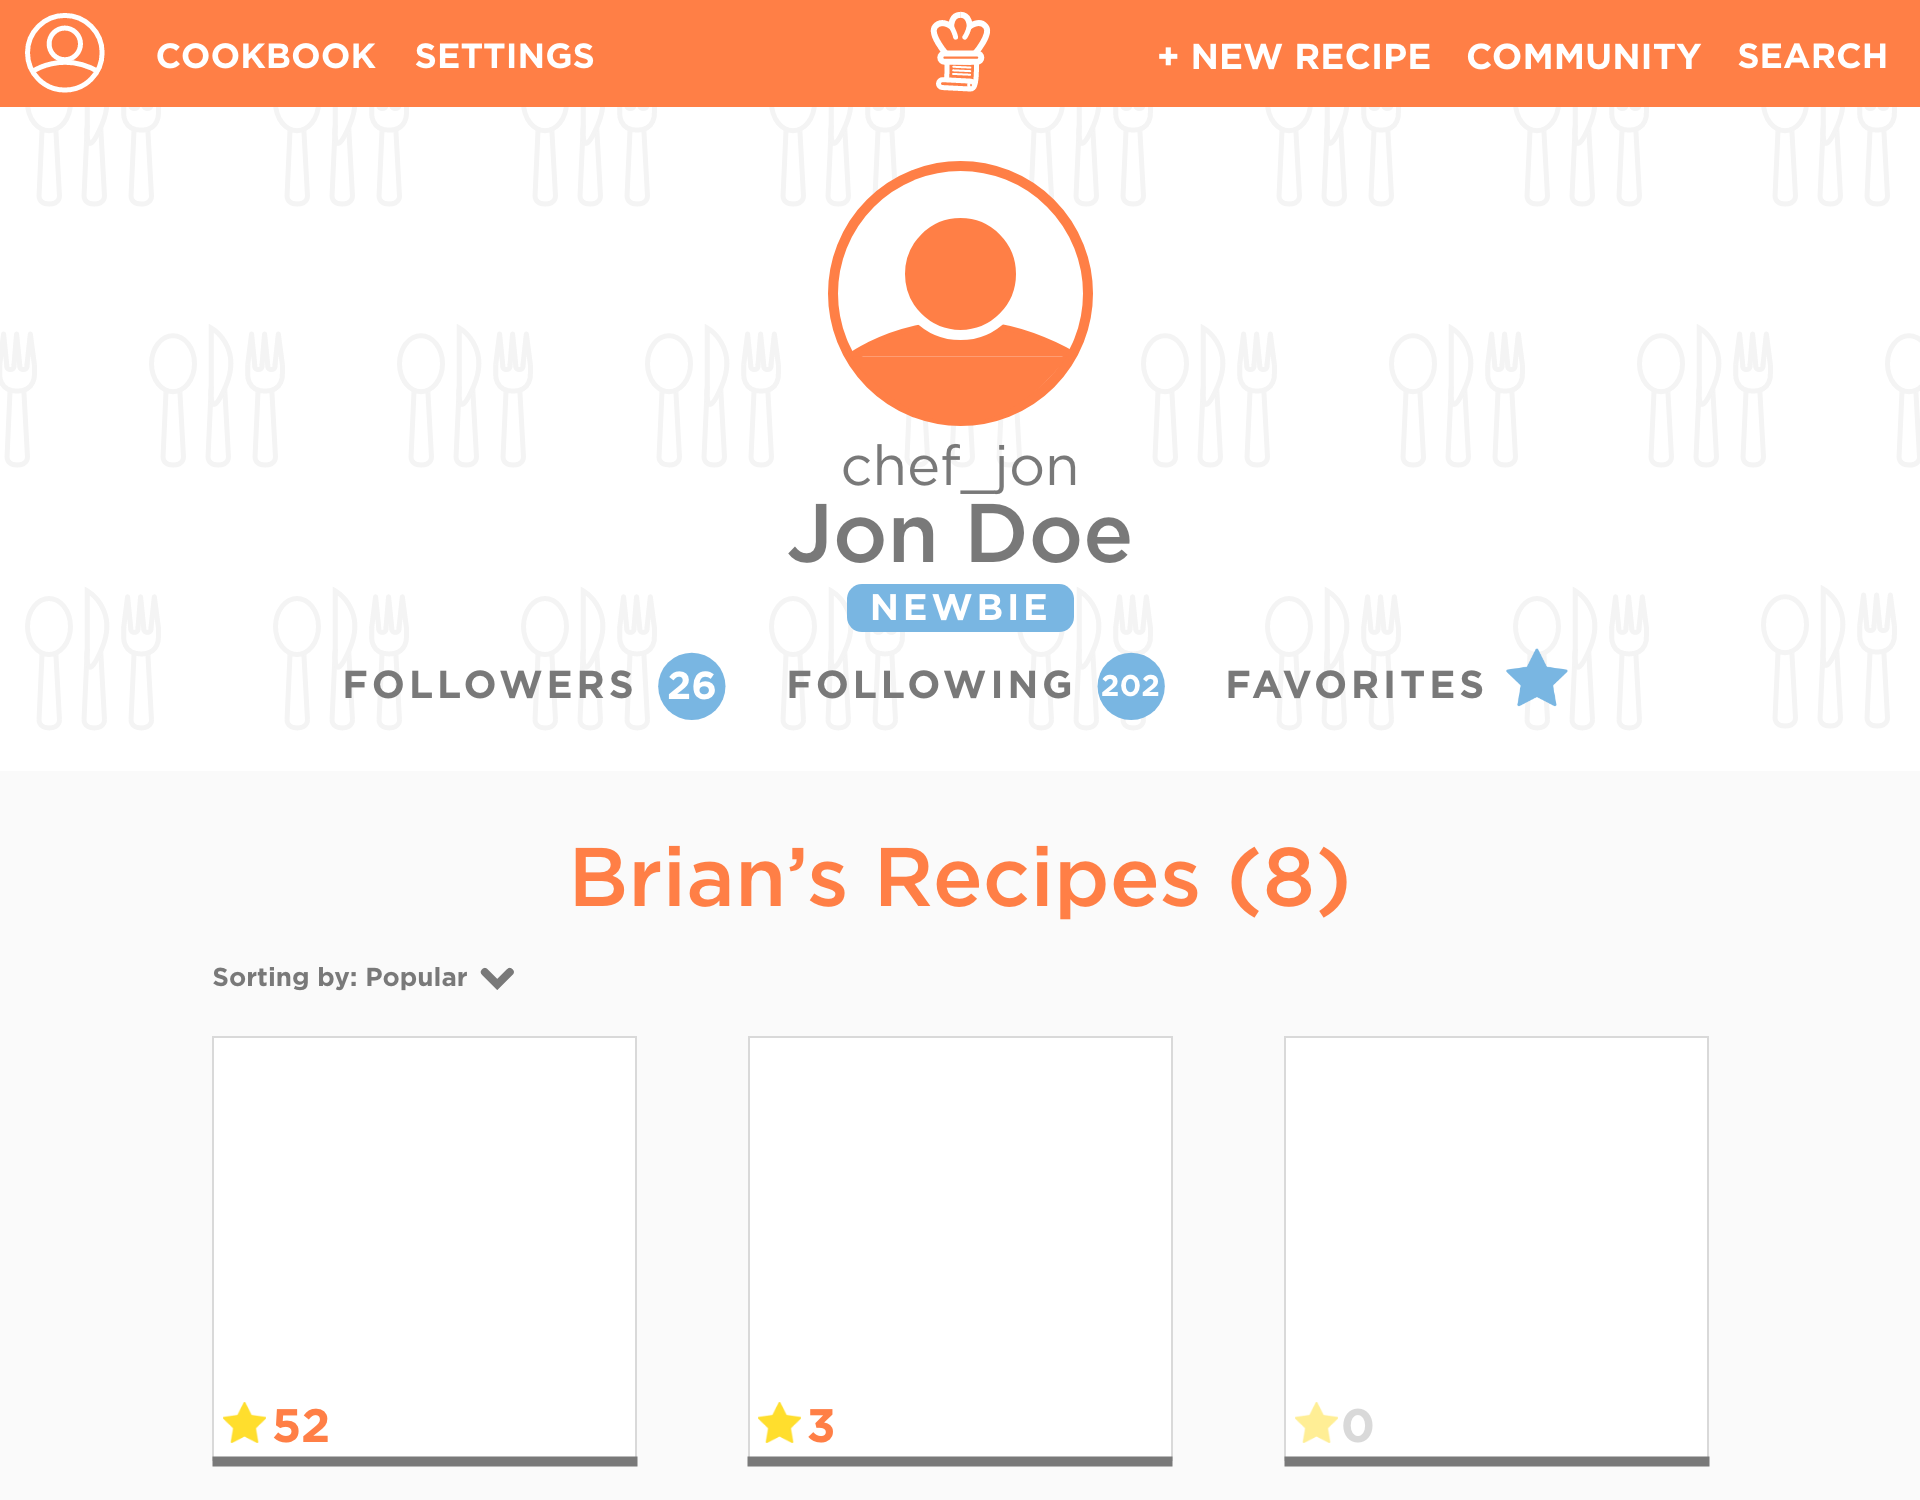 COOKBOOK SETTINGS + NEW RECIPE COMMUNITY SEARCH
chef_jon
Jon Doe
NEWBIE
FOLLOWERS 26 FOLLOWING 202 FAVORITES
Brian’s Recipes (8)
Sorting by: Popular
52 3 0